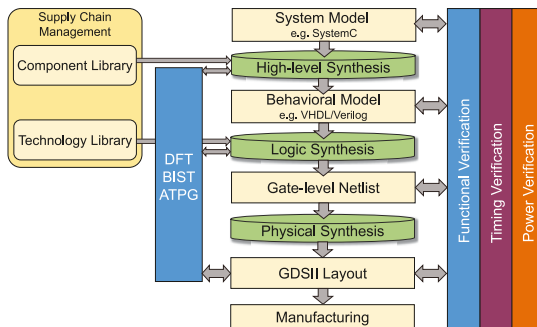 Supply Chain
Management
Component Library
Technology Library
DFT
BIST
ATPG
System Model
e.g. SystemC
High-level Synthesis
Behavioral Model
e.g. VHDL/Verilog
Logic Synthesis
Gate-level Netlist
Physical Synthesis
GDSII Layout
Manufacturing
Functional Verification
Timing Verification
Power Verification